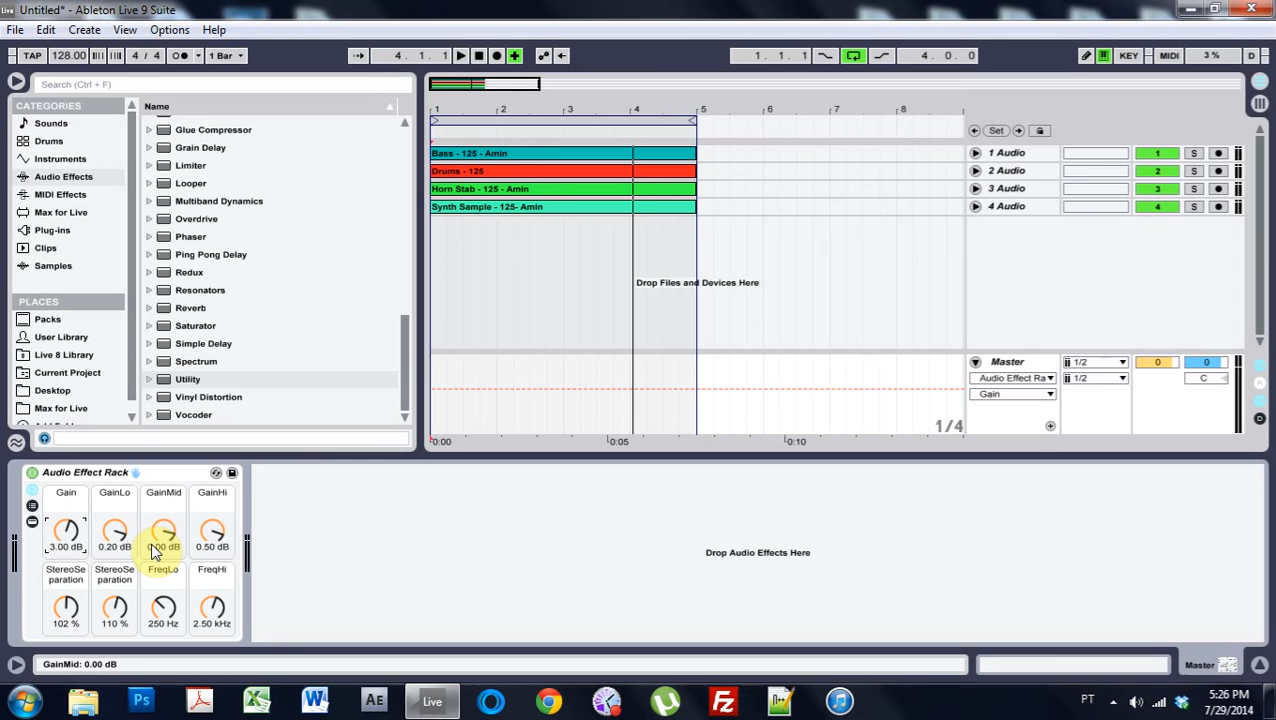 Untitled* - Ableton Live 9 Suite
File Edit Create View Options Help
TAP 128.00 4 / 4 1 Bar 4. 1. 1 1. 1. 1 4. 0. 0 KEY MIDI 3 % D
Search (Ctrl + F)
CATEGORIES
Sounds
Drums
Instruments
Audio Effects
MIDI Effects
Max for Live
Plug-ins
Clips
Samples
PLACES
Packs
User Library
Live 8 Library
Current Project
Desktop
Max for Live
Name
Glue Compressor
Grain Delay
Limiter
Looper
Multiband Dynamics
Overdrive
Phaser
Ping Pong Delay
Redux
Resonators
Reverb
Saturator
Simple Delay
Spectrum
Utility
Vinyl Distortion
Vocoder
1 2 3 4 5 6 7 8
Set
Bass - 125 - Amin 1 Audio 1 S
Drums - 125 2 Audio 2 S
Horn Stab - 125 - Amin 3 Audio 3 S
Synth Sample - 125- Amin 4 Audio 4 S
Drop Files and Devices Here
Master 1/2 0 0
Audio Effect Ra 1/2 C
Gain
1/4
0:00 0:05 0:10 D
Audio Effect Rack
Gain GainLo GainMid GainHi
3.00 dB 0.20 dB 0.00 dB 0.50 dB
StereoSe StereoSe FreqLo FreqHi
paration paration
102 % 110 % 250 Hz 2.50 kHz
Drop Audio Effects Here
GainMid: 0.00 dB
Master
Ps W Ae Live Fz
PT 5:26 PM
7/29/2014